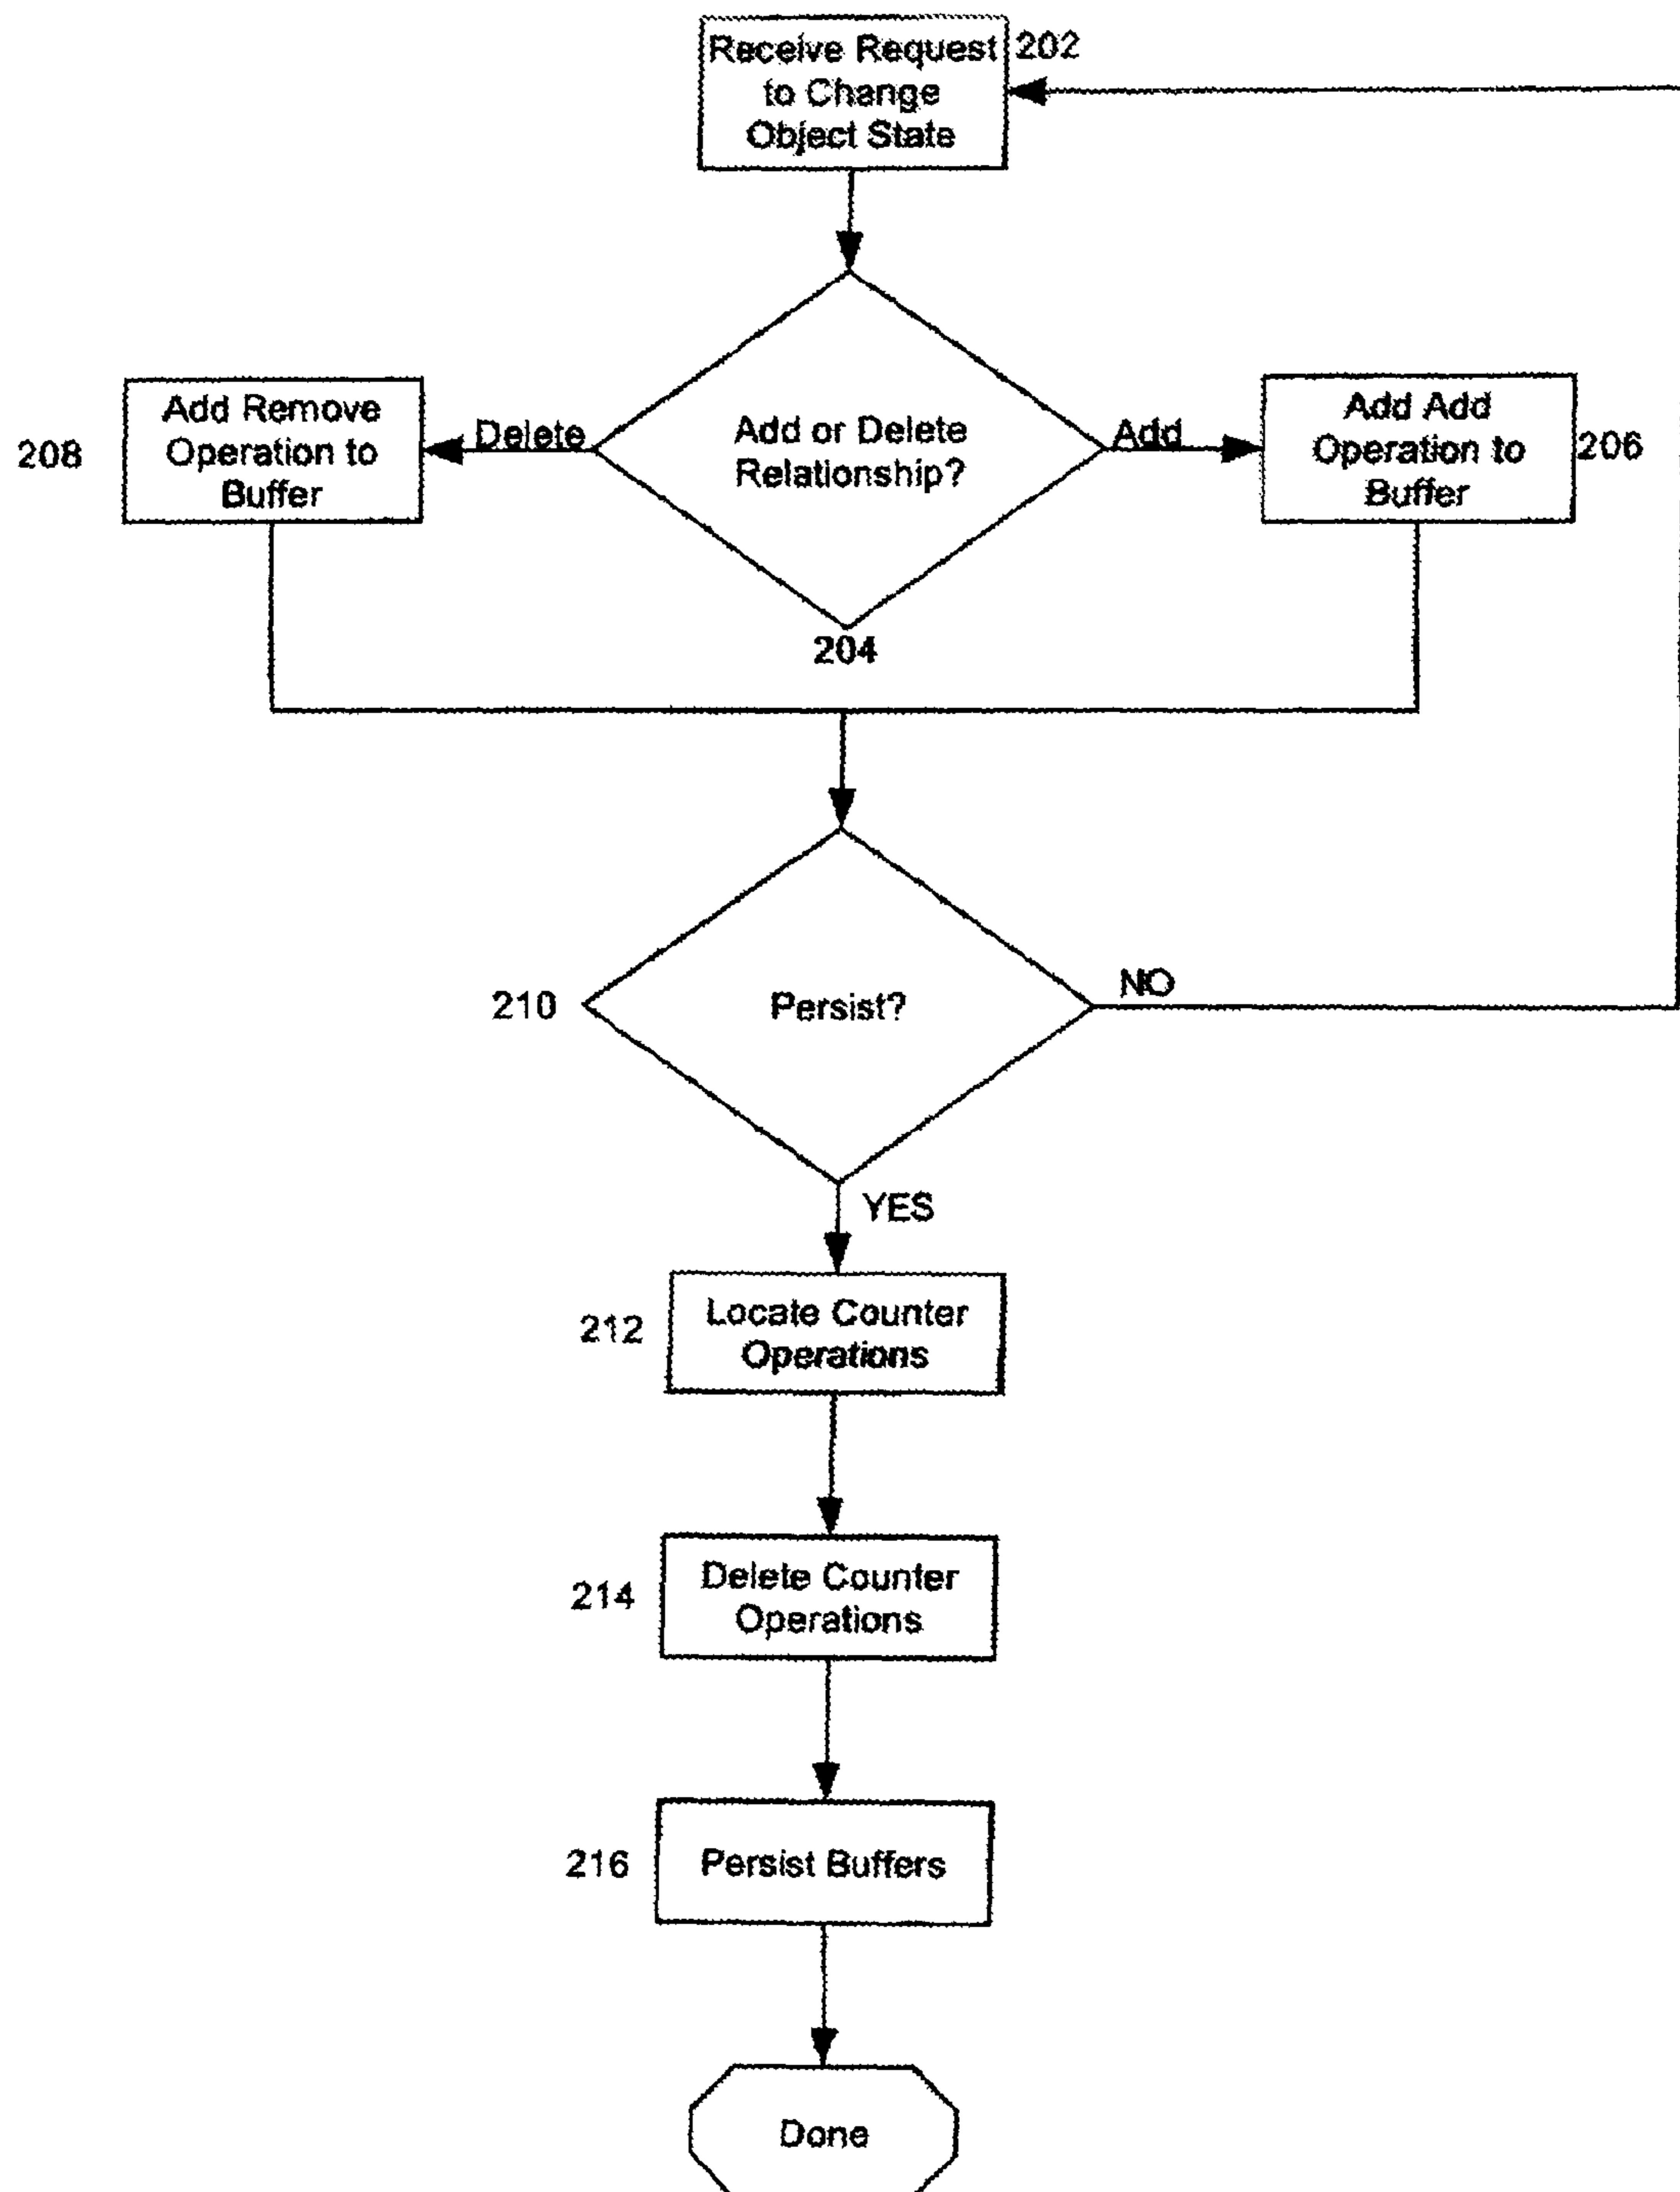 Receive Request
to Change
Object State
202
Add Remove
Operation to
Buffer
208
Delete
Add or Delete
Relationship?
204
Add
Add Add
Operation to
Buffer
206
Persist?
210
NO
YES
Locate Counter
Operations
212
Delete Counter
Operations
214
Persist Buffers
216
Done